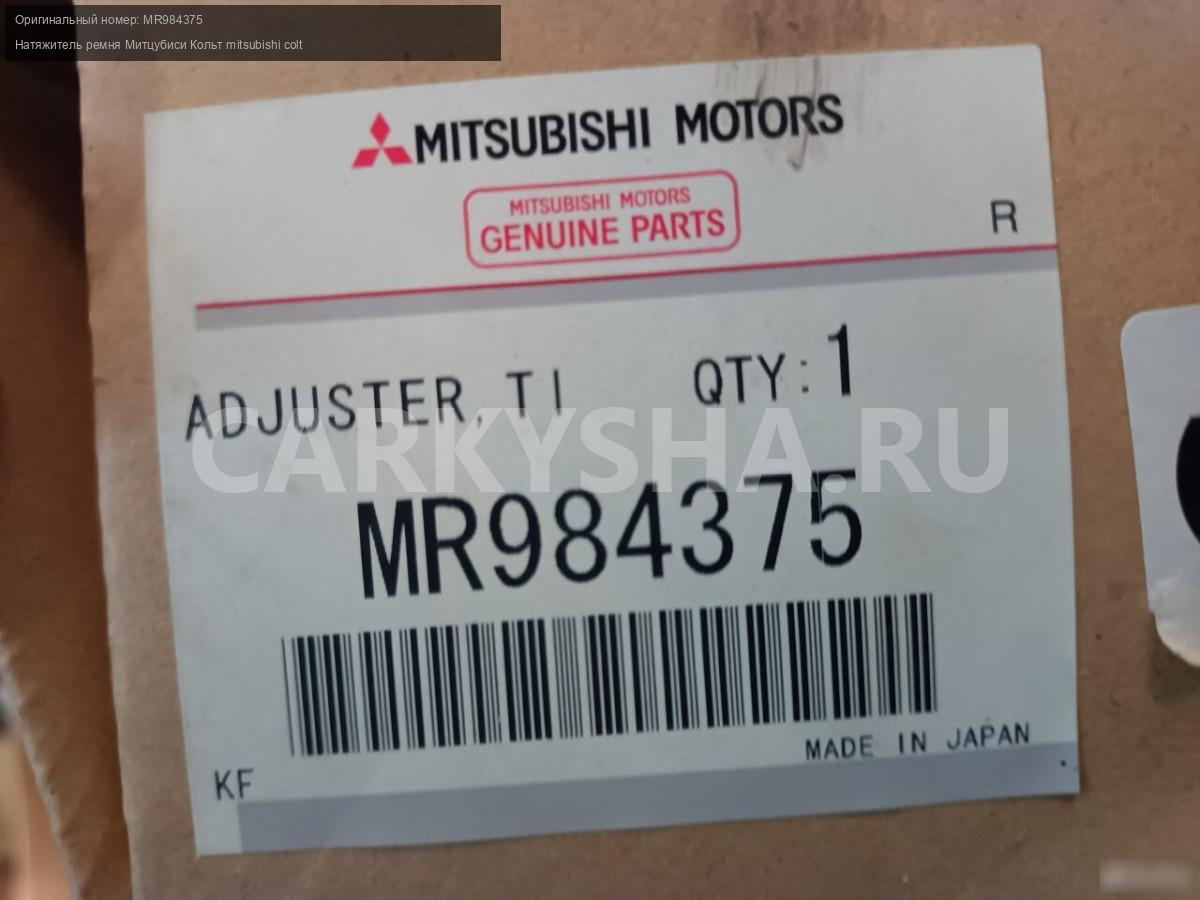 Оригинальный номер: MR984375
Натяжитель ремня Митцубиси Кольт mitsubishi colt
MITSUBISHI MOTORS
MITSUBISHI MOTORS
GENUINE PARTS
R
ADJUSTER, TI QTY: 1
CARKYSHA.RU
MR984375
MADE IN JAPAN
KF